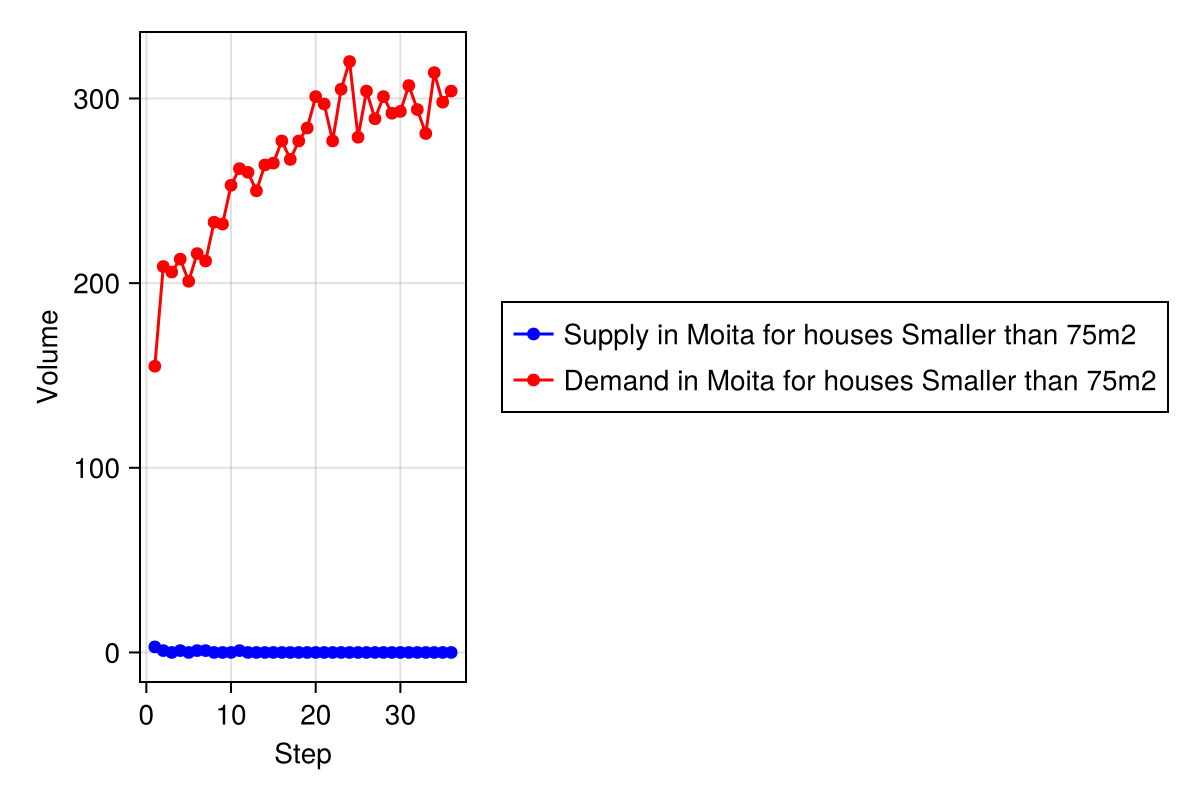 300
200
100
0
Volume
0 10 20 30
Step
Supply in Moita for houses Smaller than 75m2
Demand in Moita for houses Smaller than 75m2